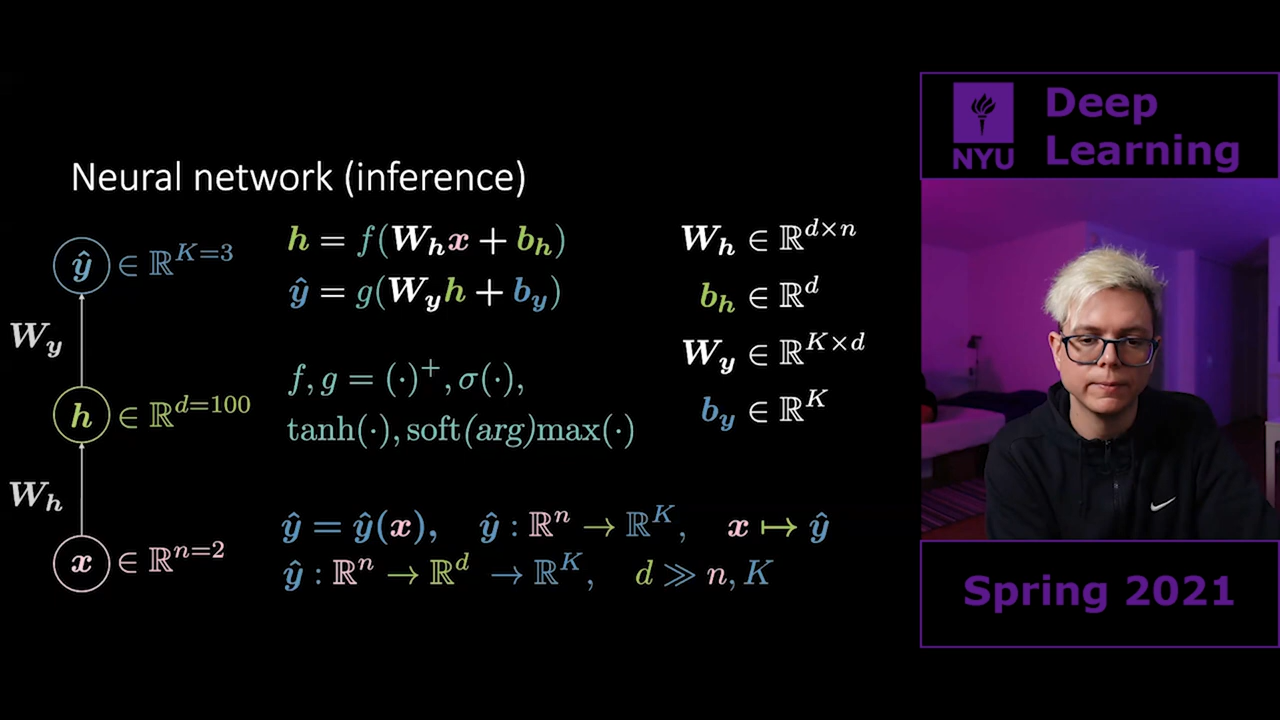 Neural network (inference)
ŷ ∈ ℝ^{K=3}
W_y
h ∈ ℝ^{d=100}
W_h
x ∈ ℝ^{n=2}
h = f(W_h x + b_h)
ŷ = g(W_y h + b_y)
f, g = (·)⁺, σ(·),
tanh(·), soft(arg)max(·)
ŷ = ŷ(x), ŷ : ℝ^n → ℝ^K, x ↦ ŷ
ŷ : ℝ^n → ℝ^d → ℝ^K, d ≫ n, K
W_h ∈ ℝ^{d×n}
b_h ∈ ℝ^d
W_y ∈ ℝ^{K×d}
b_y ∈ ℝ^K
NYU
Deep
Learning
Spring 2021